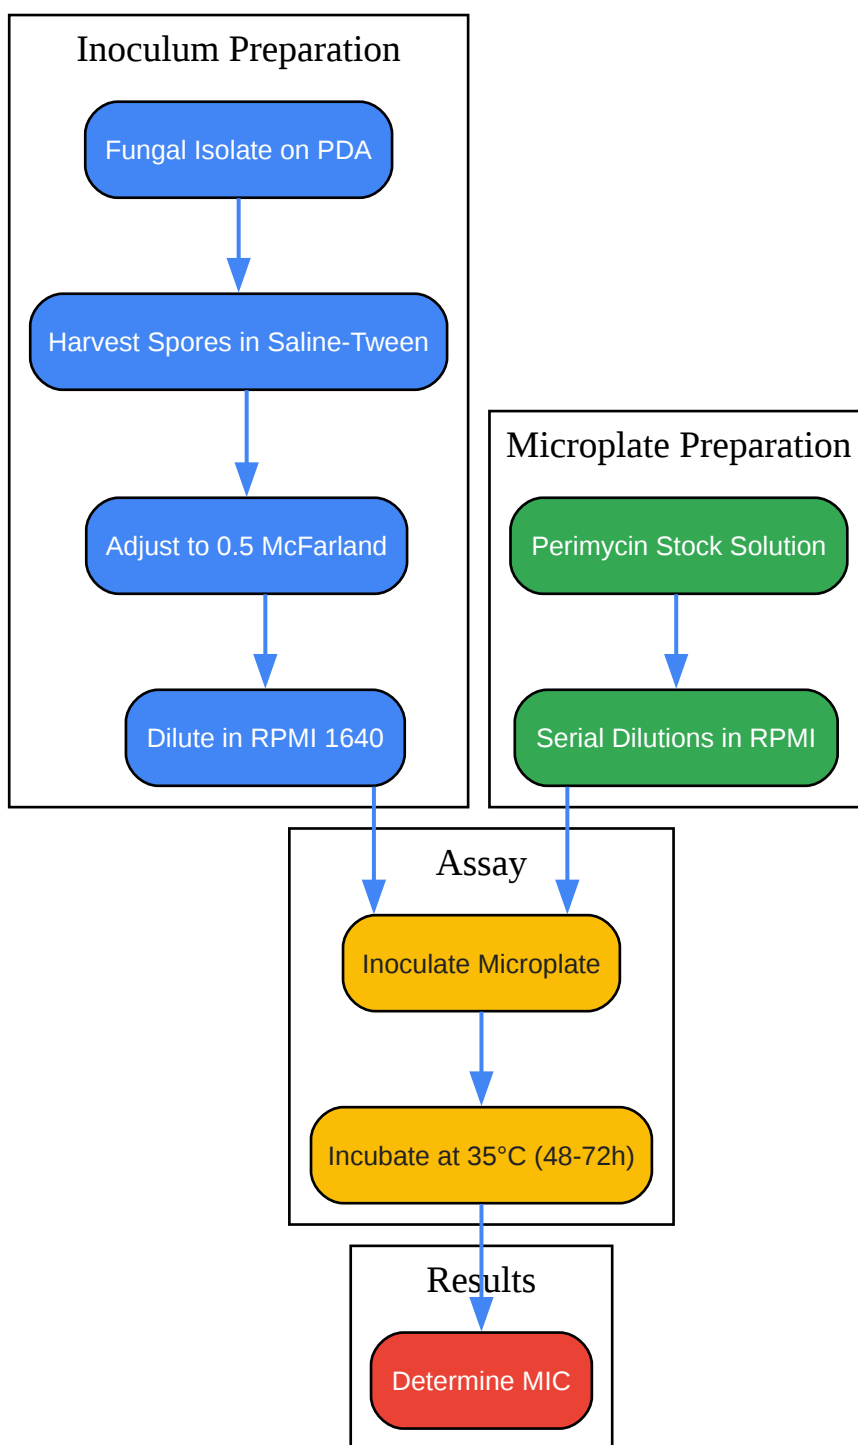 Inoculum Preparation
Fungal Isolate on PDA
Harvest Spores in Saline-Tween
Adjust to 0.5 McFarland
Dilute in RPMI 1640
Microplate Preparation
Perimycin Stock Solution
Serial Dilutions in RPMI
Assay
Inoculate Microplate
Incubate at 35°C (48-72h)
Results
Determine MIC